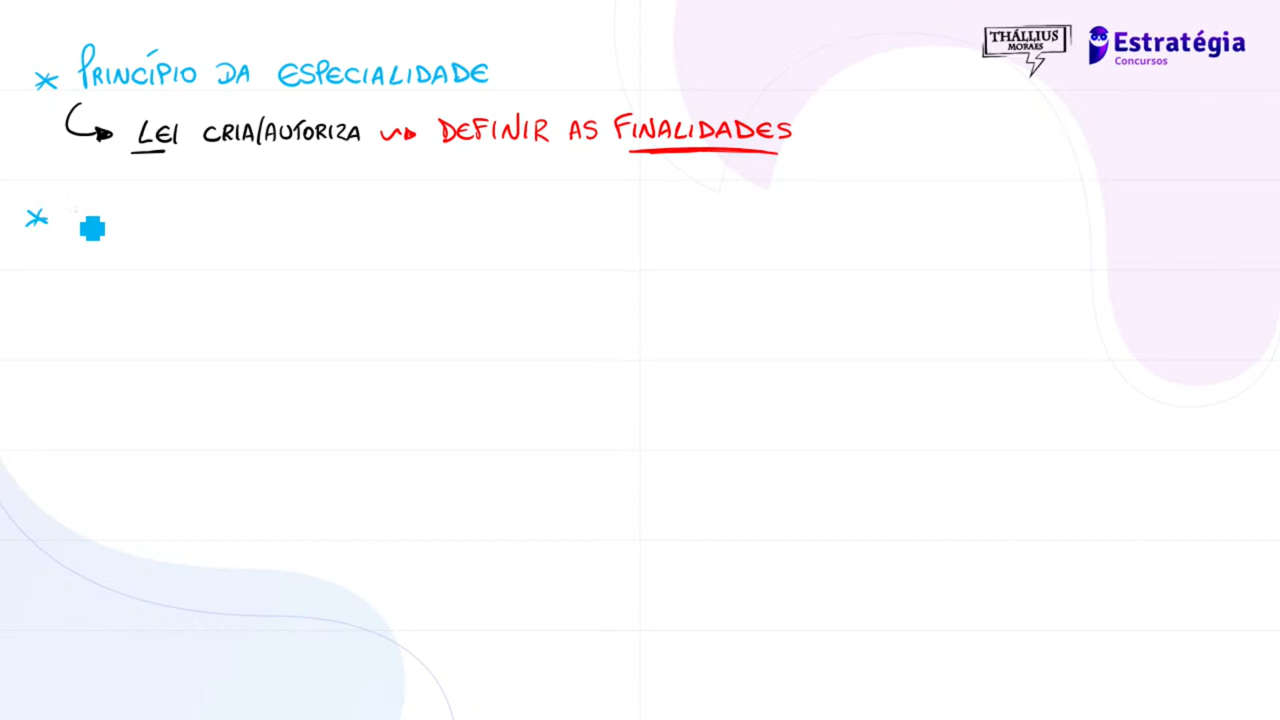 THÁLLIUS
MORAES
Estratégia
Concursos
* PRINCÍPIO DA ESPECIALIDADE
LEI CRIA/AUTORIZA DEFINIR AS FINALIDADES
*